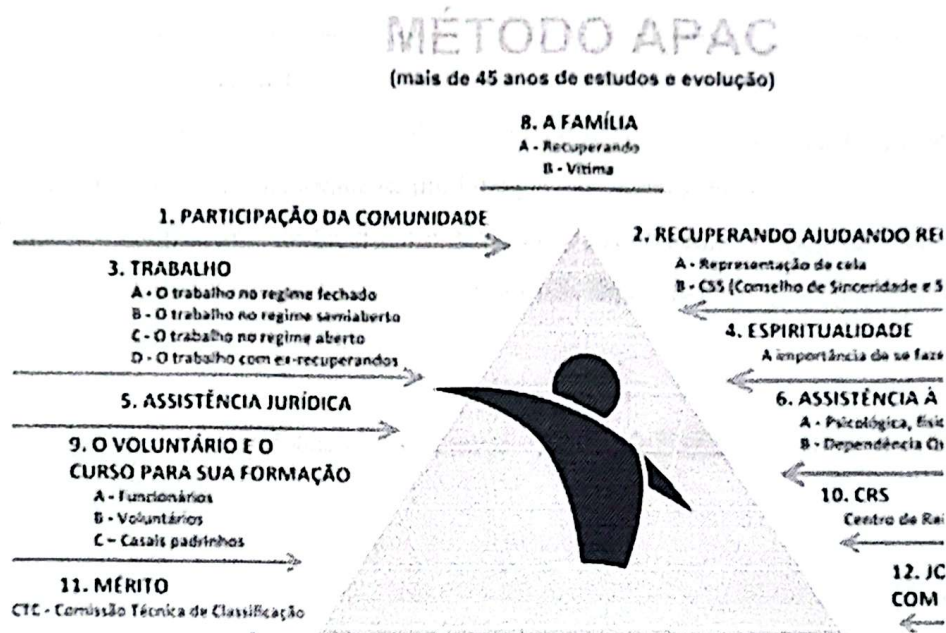 MÉTODO APAC
(mais de 45 anos de estudos e evolução)
8. A FAMÍLIA
A - Recuperando
B - Vítima
1. PARTICIPAÇÃO DA COMUNIDADE
2. RECUPERANDO AJUDANDO
A - Representação de cela
B - CSS (Conselho de Sinceridade e
3. TRABALHO
A - O trabalho no regime fechado
B - O trabalho no regime semiaberto
C - O trabalho no regime aberto
D - O trabalho com ex-recuperandos
4. ESPIRITUALIDADE
A importância de se
5. ASSISTÊNCIA JURÍDICA
6. ASSISTÊNCIA À
A - Psicológica,
B - Dependência
9. O VOLUNTÁRIO E O
CURSO PARA SUA FORMAÇÃO
A - Funcionários
B - Voluntários
C – Casais padrinhos
10. CRS
Centro de
11. MÉRITO
CTC - Comissão Técnica de Classificação
12.
COM